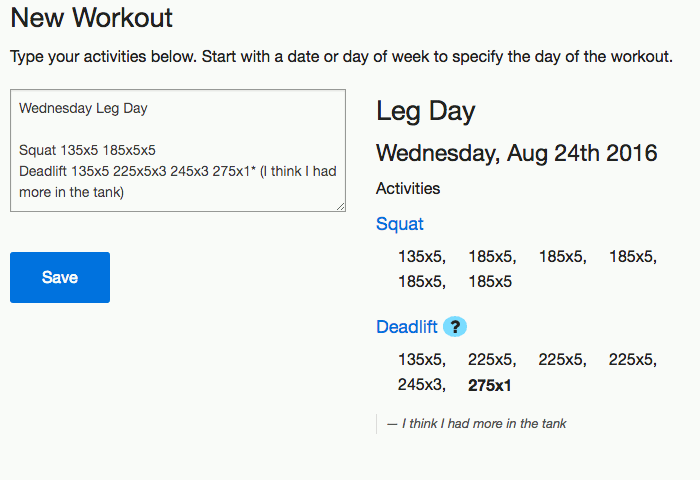 New Workout
Type your activities below. Start with a date or day of week to specify the day of the workout.
Wednesday Leg Day
Squat 135x5 185x5x5
Deadlift 135x5 225x5x3 245x3 275x1* (I think I had
more in the tank)
Save
Leg Day
Wednesday, Aug 24th 2016
Activities
Squat
135x5, 185x5, 185x5, 185x5,
185x5, 185x5
Deadlift ?
135x5, 225x5, 225x5, 225x5,
245x3, 275x1
— I think I had more in the tank